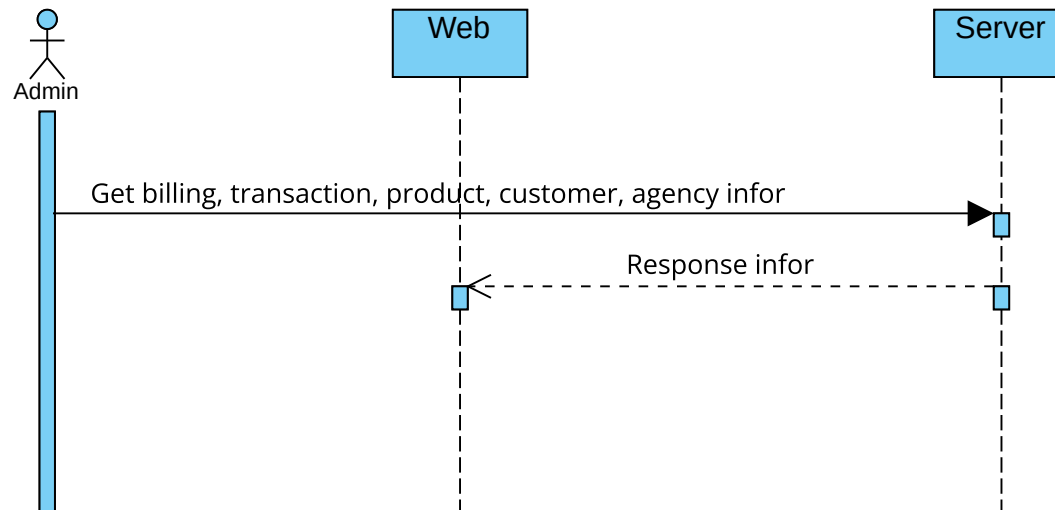 Web
Server
Admin
Get billing, transaction, product, customer, agency infor
Response infor